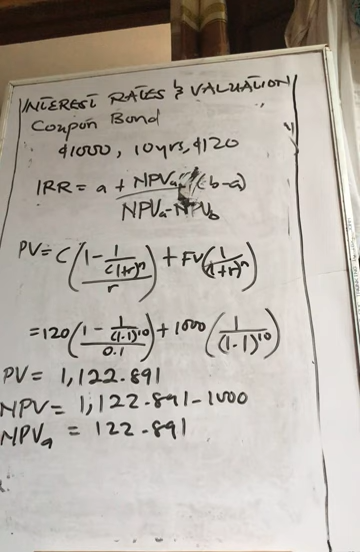 INTEREST RATES & VALUATION
Coupon Bond
$1000, 10yrs, $120
IRR = a + NPVa (b-a)
NPVa-NPVb
PV = C(1 - 1/(1+r)^n / r) + FV(1/(1+r)^n)
= 120(1 - 1/(1.1)^10 / 0.1) + 1000 (1/(1.1)^10)
PV = 1,122.891
NPV = 1,122.891-1000
NPVa = 122.891